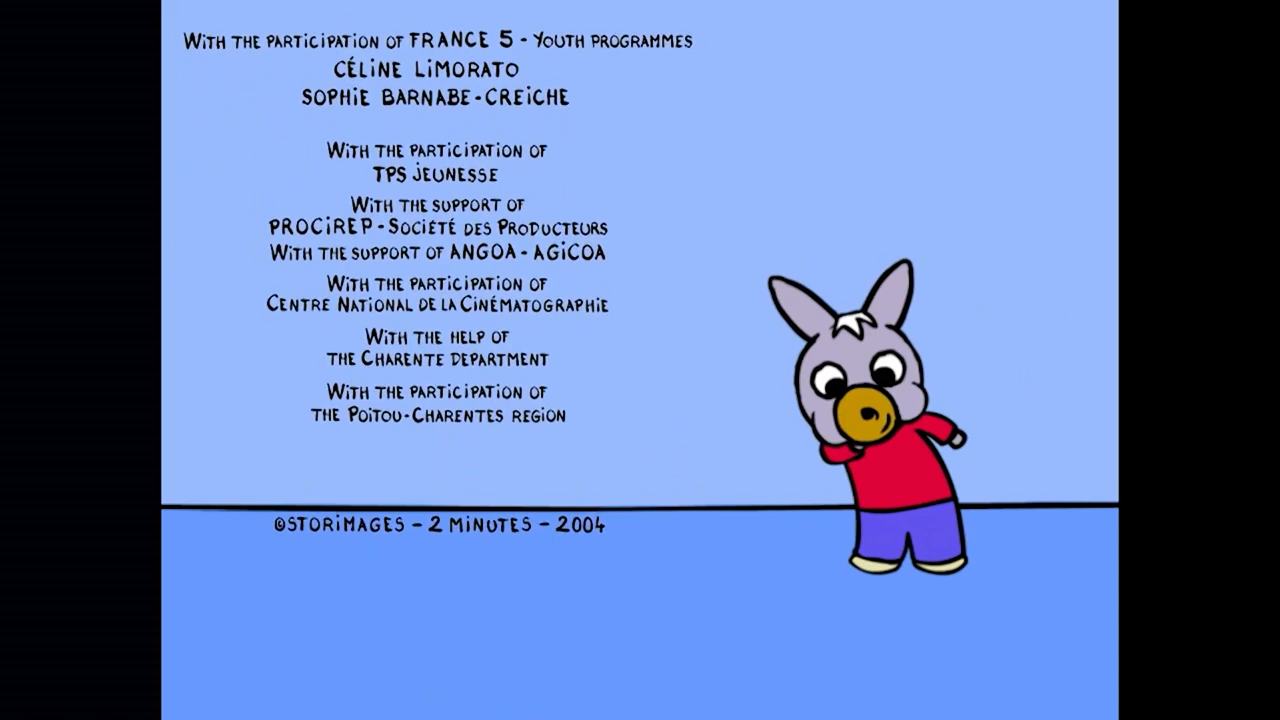 WITH THE PARTICIPATION OF FRANCE 5 - YOUTH PROGRAMMES
CÉLINE LIMORATO
SOPHIE BARNABE-CREICHE
WITH THE PARTICIPATION OF
TPS JEUNESSE
WITH THE SUPPORT OF
PROCIREP - SOCIÉTÉ DES PRODUCTEURS
WITH THE SUPPORT OF ANGOA - AGICOA
WITH THE PARTICIPATION OF
CENTRE NATIONAL DE LA CINÉMATOGRAPHIE
WITH THE HELP OF
THE CHARENTE DEPARTMENT
WITH THE PARTICIPATION OF
THE POITOU-CHARENTES REGION
©STORIMAGES - 2 MINUTES - 2004